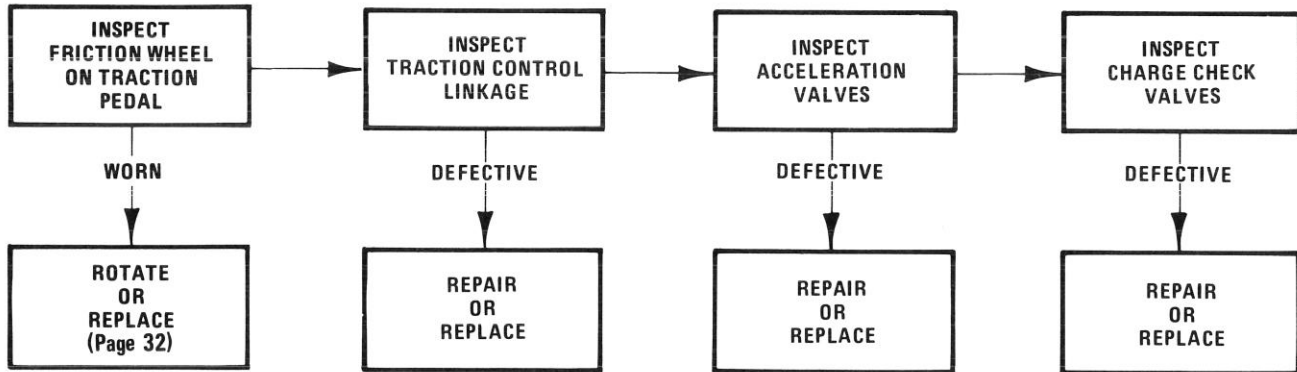 INSPECT
FRICTION WHEEL
ON TRACTION
PEDAL
INSPECT
TRACTION CONTROL
LINKAGE
INSPECT
ACCELERATION
VALVES
INSPECT
CHARGE CHECK
VALVES
WORN
DEFECTIVE
DEFECTIVE
DEFECTIVE
ROTATE
OR
REPLACE
(Page 32)
REPAIR
OR
REPLACE
REPAIR
OR
REPLACE
REPAIR
OR
REPLACE